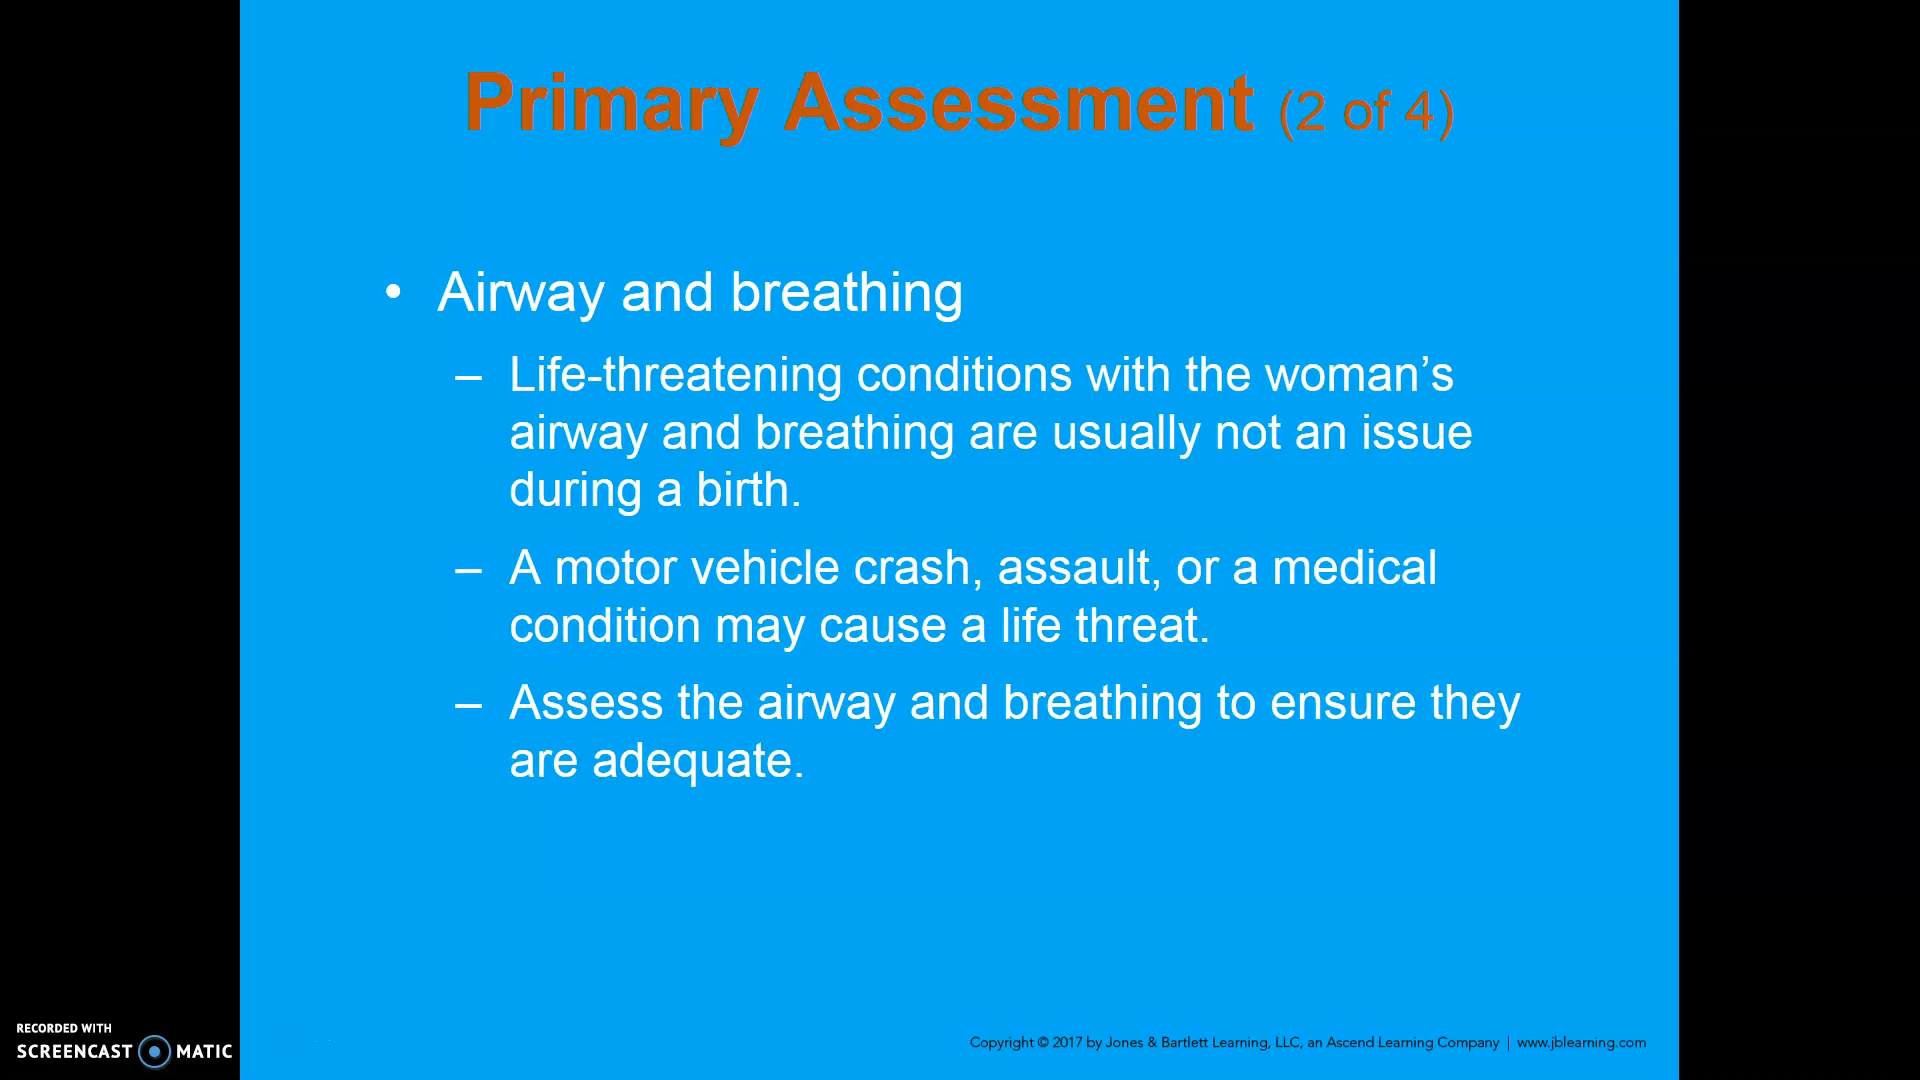 Primary Assessment (2 of 4)
• Airway and breathing
– Life-threatening conditions with the woman’s
airway and breathing are usually not an issue
during a birth.
– A motor vehicle crash, assault, or a medical
condition may cause a life threat.
– Assess the airway and breathing to ensure they
are adequate.
RECORDED WITH
SCREENCAST MATIC
Copyright © 2017 by Jones & Bartlett Learning, LLC, an Ascend Learning Company | www.jblearning.com